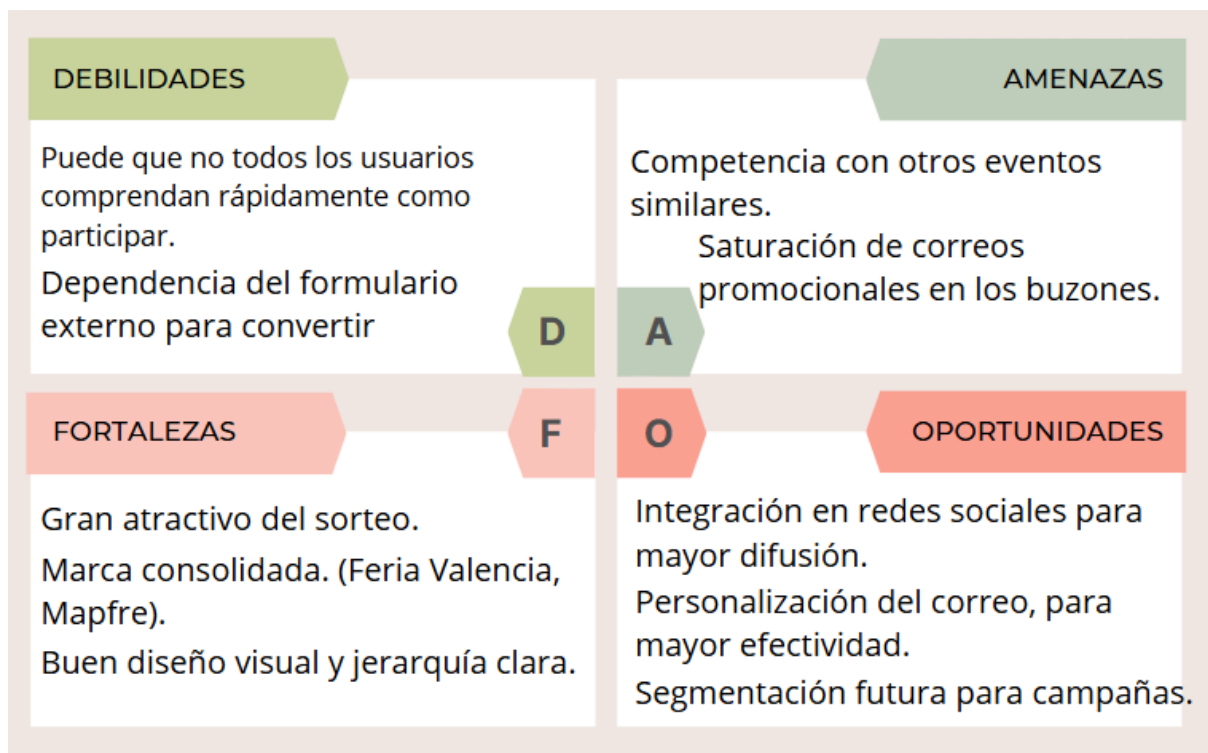 DEBILIDADES
Puede que no todos los usuarios
comprendan rápidamente como
participar.
Dependencia del formulario
externo para convertir
D
AMENAZAS
Competencia con otros eventos
similares.
Saturación de correos
promocionales en los buzones.
A
FORTALEZAS
F
Gran atractivo del sorteo.
Marca consolidada. (Feria Valencia,
Mapfre).
Buen diseño visual y jerarquía clara.
O
OPORTUNIDADES
Integración en redes sociales para
mayor difusión.
Personalización del correo, para
mayor efectividad.
Segmentación futura para campañas.